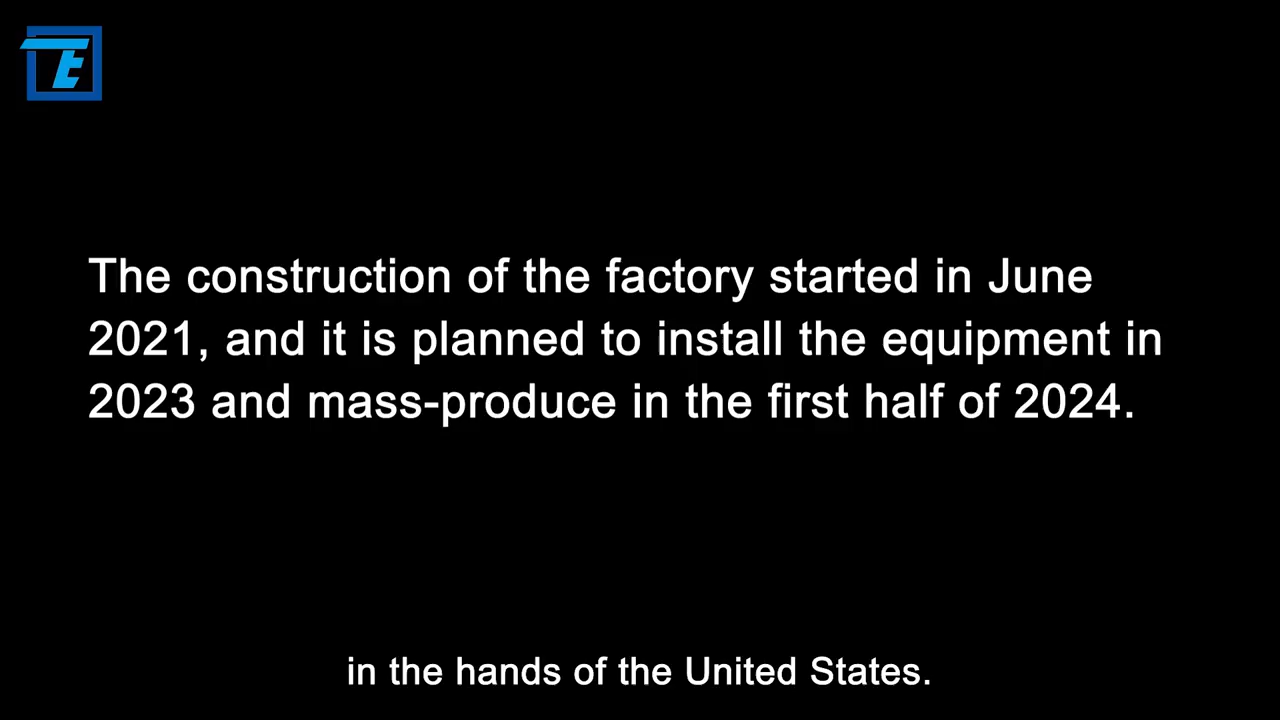 TE
The construction of the factory started in June
2021, and it is planned to install the equipment in
2023 and mass-produce in the first half of 2024.
in the hands of the United States.